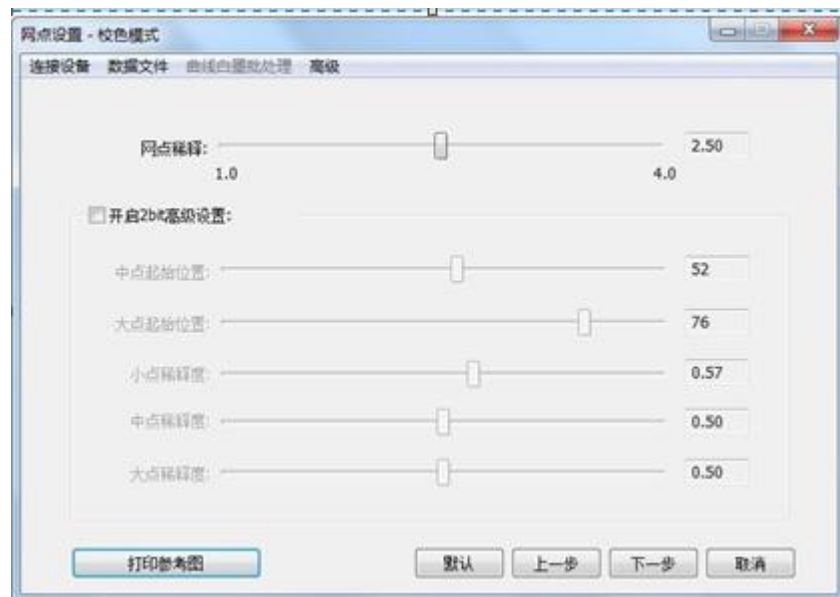 网点设置 - 校色模式
连接设备 数据文件 曲线白墨批处理 高级
网点稀释: 2.50
1.0 4.0
开启2bit高级设置:
中点起始位置: 52
大点起始位置: 76
小点稀释度: 0.57
中点稀释度: 0.50
大点稀释度: 0.50
打印参考图 默认 上一步 下一步 取消